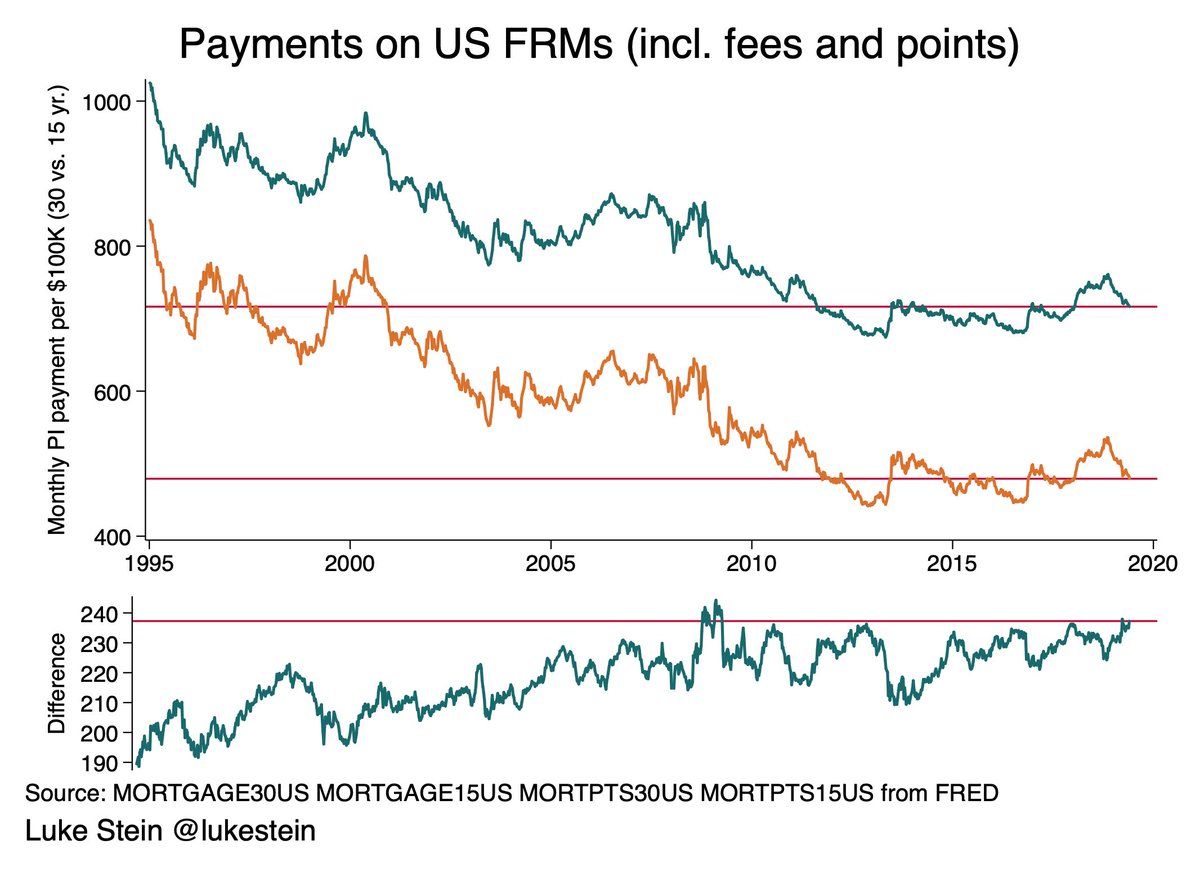 Payments on US FRMs (incl. fees and points)
Monthly PI payment per $100K (30 vs. 15 yr.)
1000
800
600
400
1995 2000 2005 2010 2015 2020
Difference
240
230
220
210
200
190
Source: MORTGAGE30US MORTGAGE15US MORTPTS30US MORTPTS15US from FRED
Luke Stein @lukestein